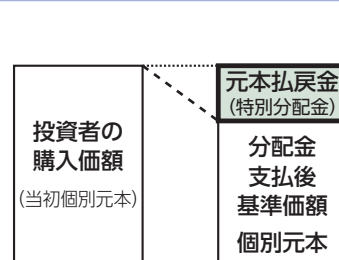 投資者の
購入価額
(当初個別元本)
元本払戻金
(特別分配金)
分配金
支払後
基準価額
個別元本